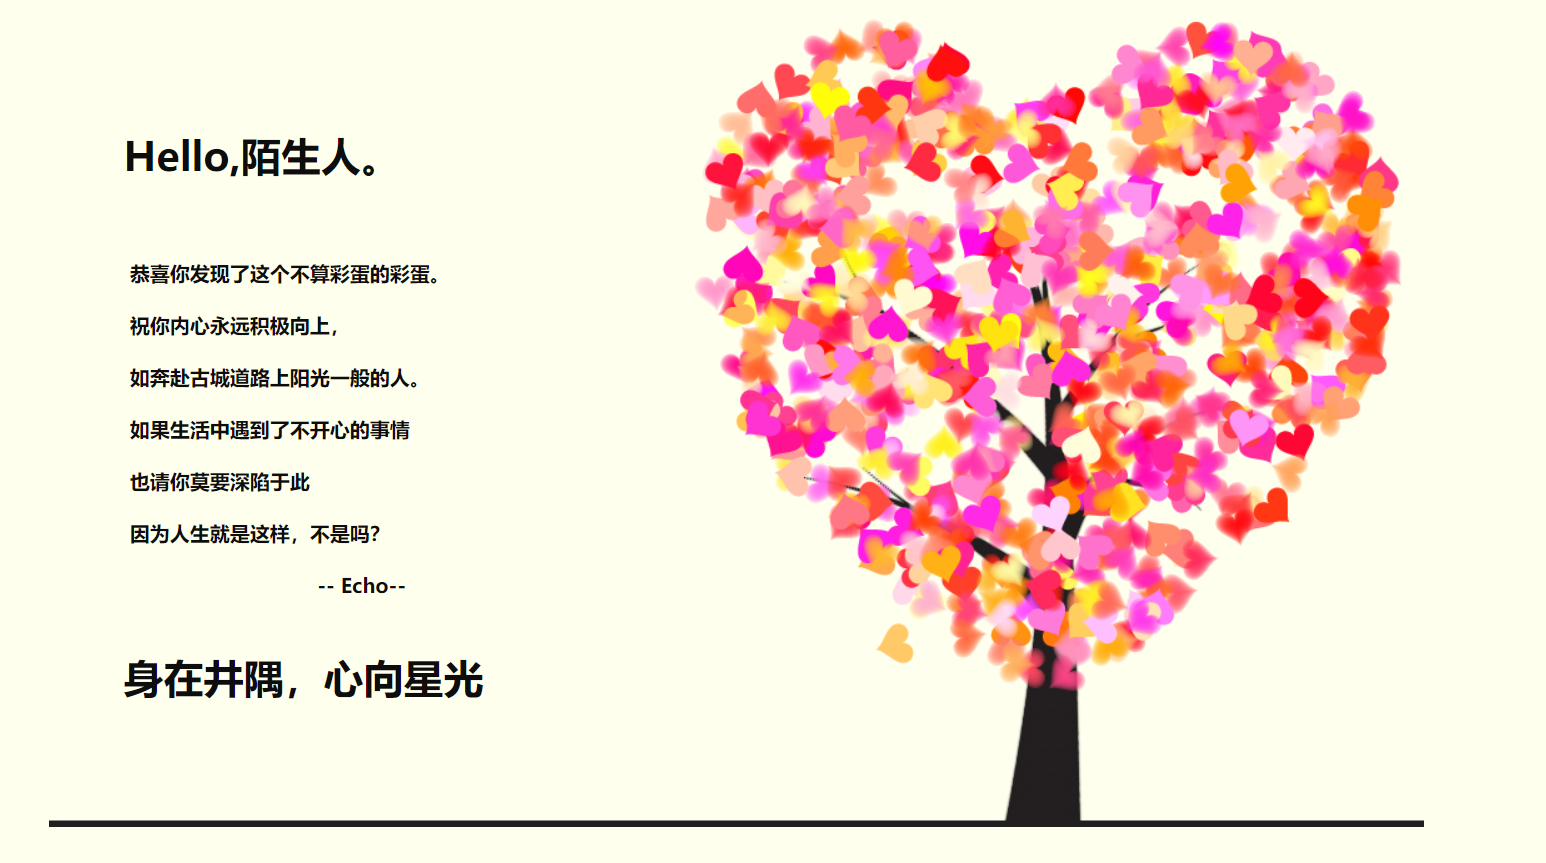 Hello,陌生人。
恭喜你发现了这个不算彩蛋的彩蛋。
祝你内心永远积极向上，
如奔赴古城道路上阳光一般的人。
如果生活中遇到了不开心的事情
也请你莫要深陷于此
因为人生就是这样，不是吗？
-- Echo--
身在井隅，心向星光